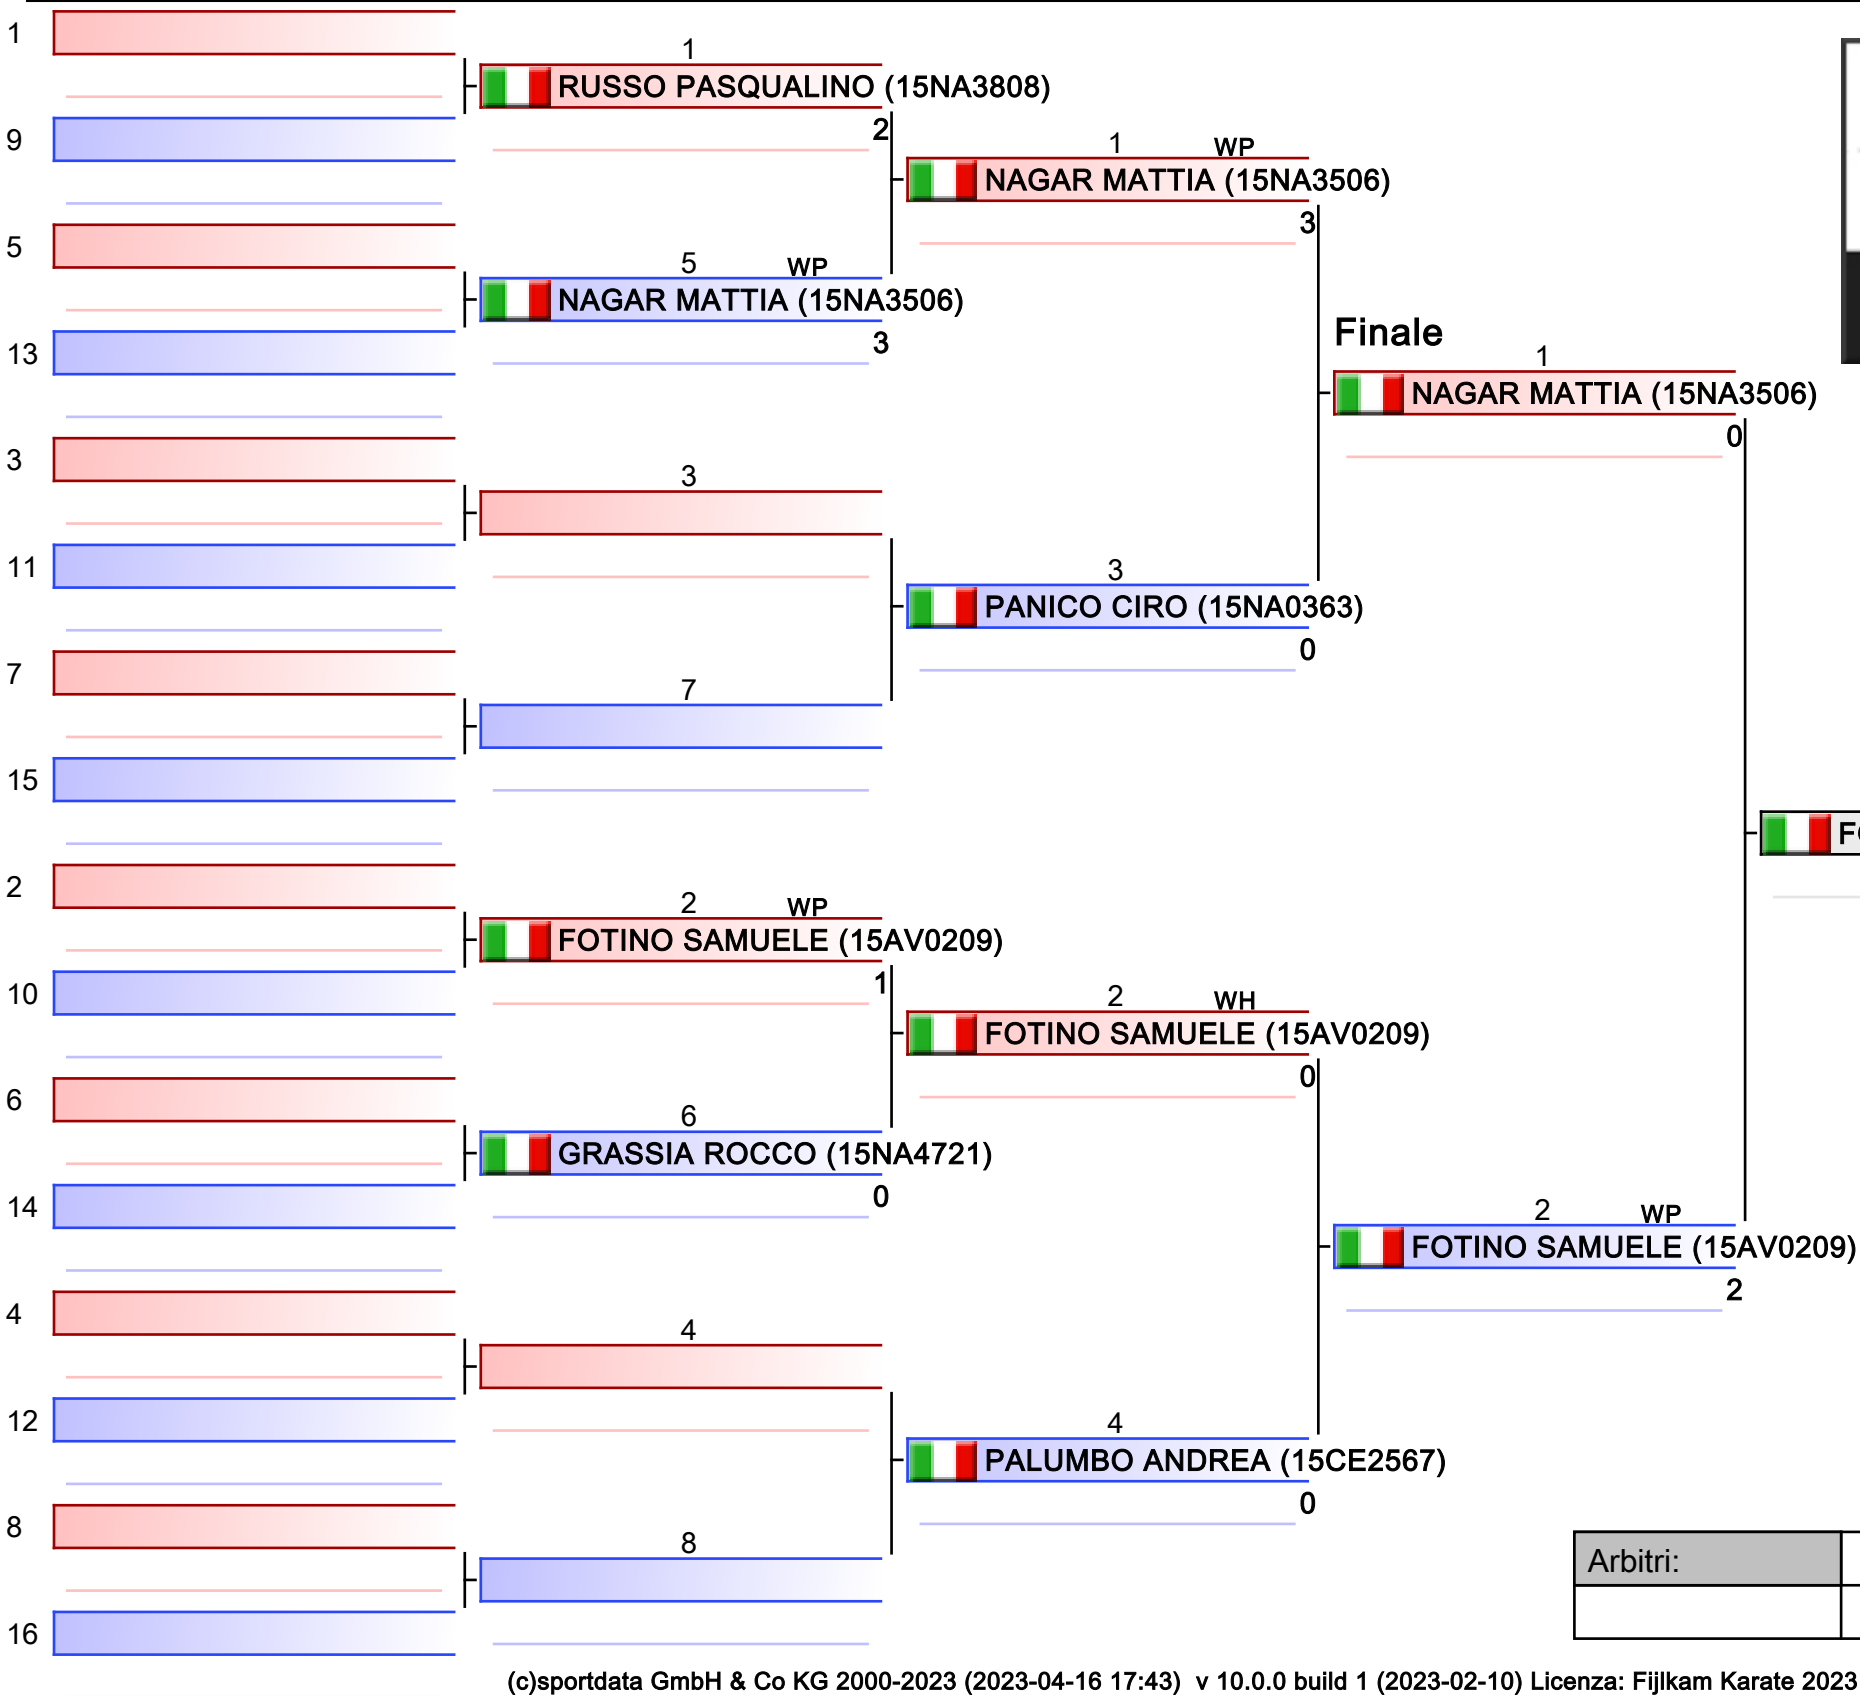 1
9
5
13
3
11
7
15
2
10
6
14
4
12
8
16
1
RUSSO PASQUALINO (15NA3808)
2
5 WP
NAGAR MATTIA (15NA3506)
3
3
7
2 WP
FOTINO SAMUELE (15AV0209)
1
6
GRASSIA ROCCO (15NA4721)
0
4
8
1 WP
NAGAR MATTIA (15NA3506)
3
3
PANICO CIRO (15NA0363)
0
2 WH
FOTINO SAMUELE (15AV0209)
0
4
PALUMBO ANDREA (15CE2567)
0
Finale
1
NAGAR MATTIA (15NA3506)
0
2 WP
FOTINO SAMUELE (15AV0209)
2
Arbitri:
(c)sportdata GmbH & Co KG 2000-2023 (2023-04-16 17:43) v 10.0.0 build 1 (2023-02-10) Licenza: Fijlkam Karate 2023